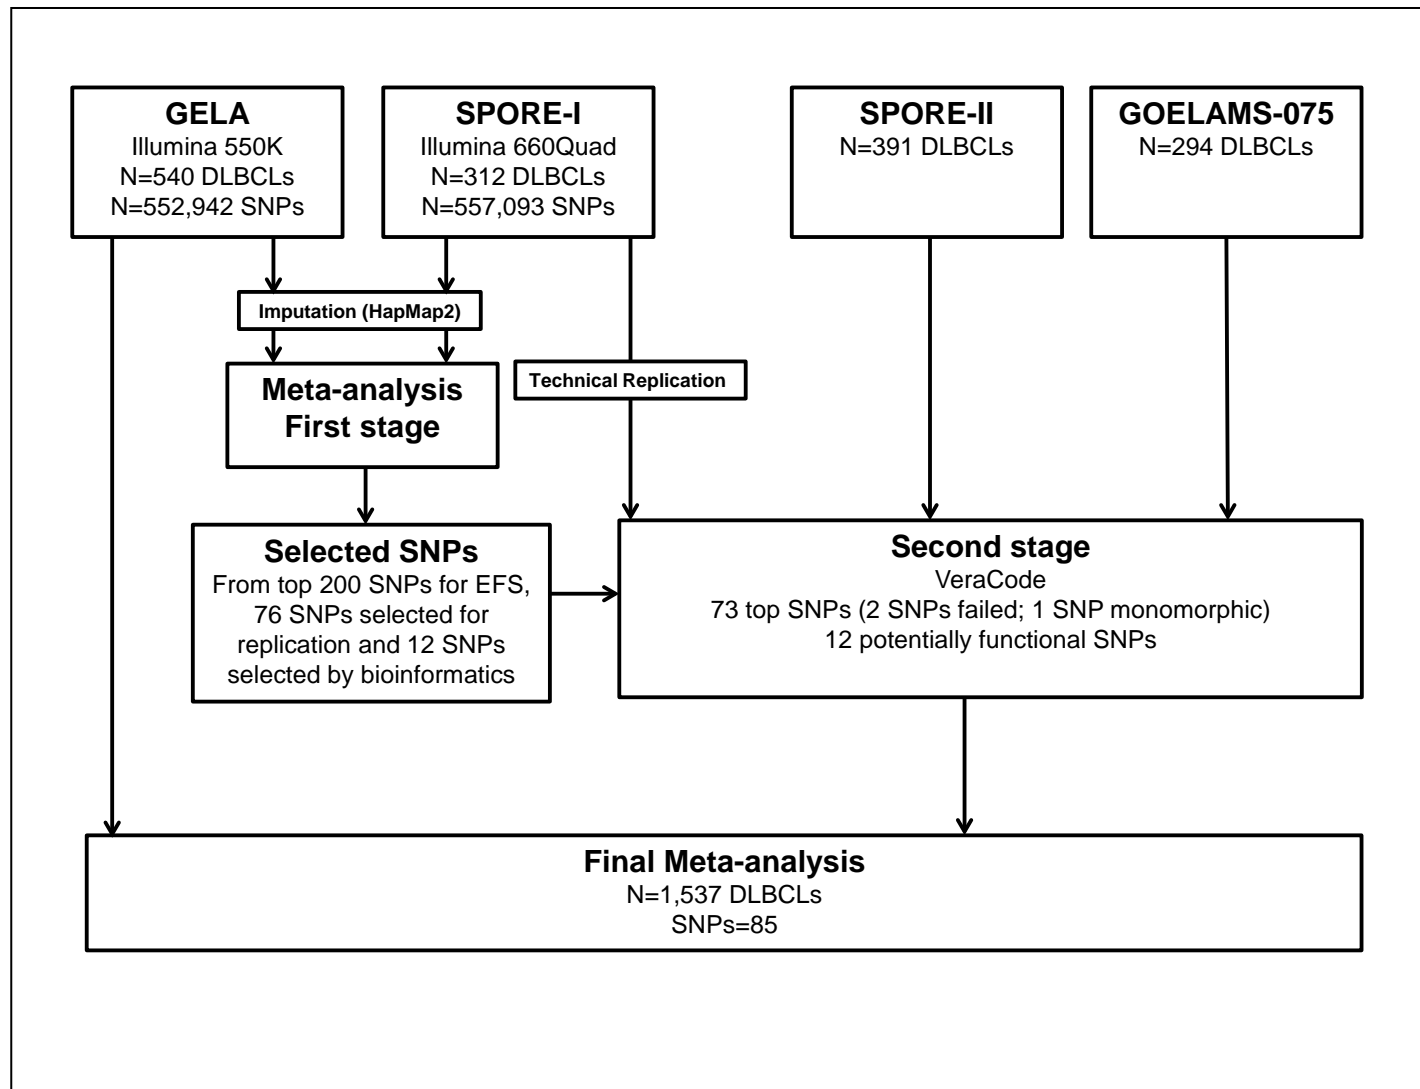 GELA
Illumina 550K
N=540 DLBCLs
N=552,942 SNPs
SPORE-I
Illumina 660Quad
N=312 DLBCLs
N=557,093 SNPs
SPORE-II
N=391 DLBCLs
GOELAMS-075
N=294 DLBCLs
Imputation (HapMap2)
Technical Replication
Meta-analysis
First stage
Selected SNPs
From top 200 SNPs for EFS,
76 SNPs selected for
replication and 12 SNPs
selected by bioinformatics
Second stage
VeraCode
73 top SNPs (2 SNPs failed; 1 SNP monomorphic)
12 potentially functional SNPs
Final Meta-analysis
N=1,537 DLBCLs
SNPs=85